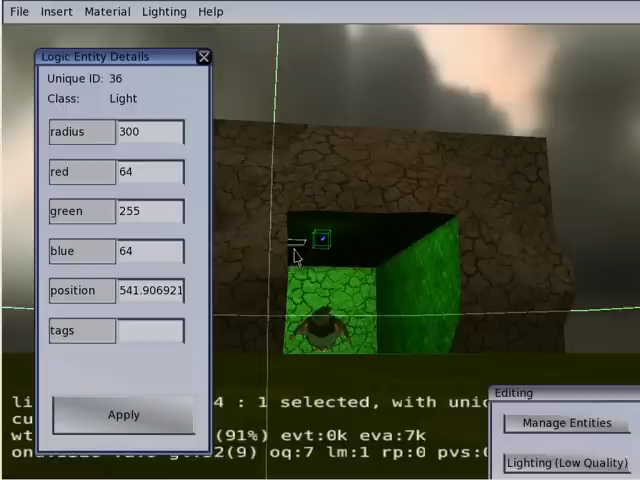 File Insert Material Lighting Help
Logic Entity Details
Unique ID: 36
Class: Light
radius 300
red 64
green 255
blue 64
position 541.906921
tags
Apply
4 : 1 selected, with
(91%) evt:0k eva:7k
oq:7 lm:1 rp:0
Editing
Manage Entities
Lighting (Low Quality)